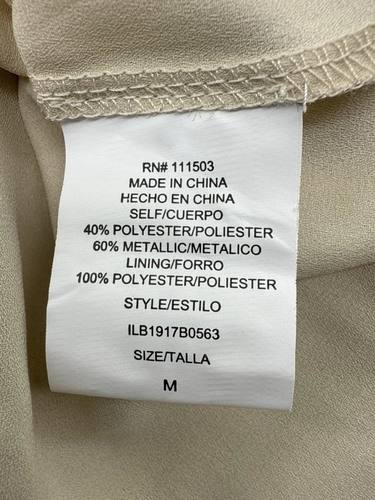 RN# 111503
MADE IN CHINA
HECHO EN CHINA
SELF/CUERPO
40% POLYESTER/POLIESTER
60% METALLIC/METALICO
LINING/FORRO
100% POLYESTER/POLIESTER
STYLE/ESTILO
ILB1917B0563
SIZE/TALLA
M